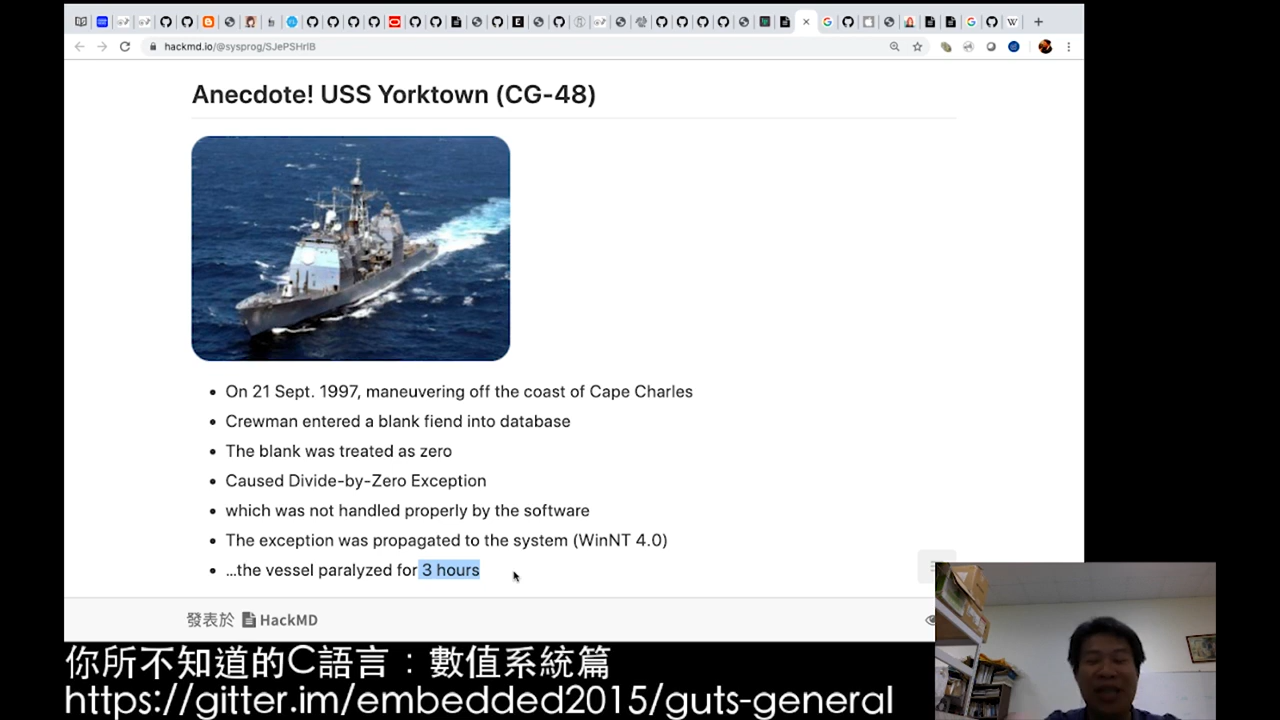 hackmd.io/@sysprog/SJePSHrlB
Anecdote! USS Yorktown (CG-48)
On 21 Sept. 1997, maneuvering off the coast of Cape Charles
Crewman entered a blank fiend into database
The blank was treated as zero
Caused Divide-by-Zero Exception
which was not handled properly by the software
The exception was propagated to the system (WinNT 4.0)
...the vessel paralyzed for 3 hours
發表於 HackMD
你所不知道的C語言：數值系統篇
https://gitter.im/embedded2015/guts-general